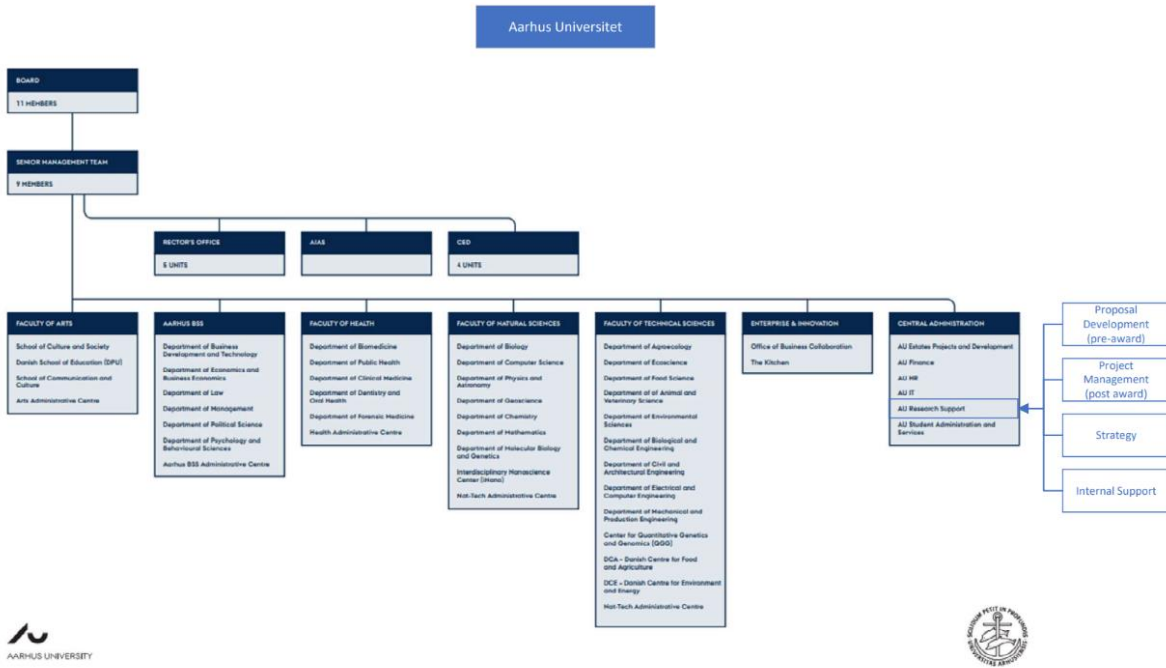 Aarhus Universitet
BOARD
11 MEMBERS
SENIOR MANAGEMENT TEAM
9 MEMBERS
RECTOR'S OFFICE
5 UNITS
AIAS
CED
4 UNITS
FACULTY OF ARTS
School of Culture and Society
Danish School of Education (DPU)
School of Communication and
Culture
Arts Administrative Centre
AARHUS BSS
Department of Business
Development and Technology
Department of Economics and
Business Economics
Department of Law
Department of Management
Department of Political Science
Department of Psychology and
Behavioural Sciences
Aarhus BSS Administrative Centre
FACULTY OF HEALTH
Department of Biomedicine
Department of Public Health
Department of Clinical Medicine
Department of Dentistry and
Oral Health
Department of Forensic Medicine
Health Administrative Centre
FACULTY OF NATURAL SCIENCES
Department of Biology
Department of Computer Science
Department of Physics and
Astronomy
Department of Geoscience
Department of Chemistry
Department of Mathematics
Department of Molecular Biology
and Genetics
Interdisciplinary Nanoscience
Center (iNano)
Nat-Tech Administrative Centre
FACULTY OF TECHNICAL SCIENCES
Department of Agroecology
Department of Ecoscience
Department of Food Science
Department of of Animal and
Veterinary Science
Department of Environmental
Sciences
Department of Biological and
Chemical Engineering
Department of Civil and
Architectural Engineering
Department of Electrical and
Computer Engineering
Department of Mechanical and
Production Engineering
Center for Quantitative Genetics
and Genomics (QGG)
DCA - Danish Centre for Food
and Agriculture
DCE - Danish Centre for Environment
and Energy
Nat-Tech Administrative Centre
ENTERPRISE & INNOVATION
Office of Business Collaboration
The Kitchen
CENTRAL ADMINISTRATION
AU Estates Projects and Development
AU Finance
AU HR
AU IT
AU Research Support
AU Student Administration and
Services
Proposal
Development
(pre-award)
Project
Management
(post award)
Strategy
Internal Support
AARHUS UNIVERSITY
SOLIDUM PETIT IN PROFUNDIS
UNIVERSITAS ARHUSIENSIS